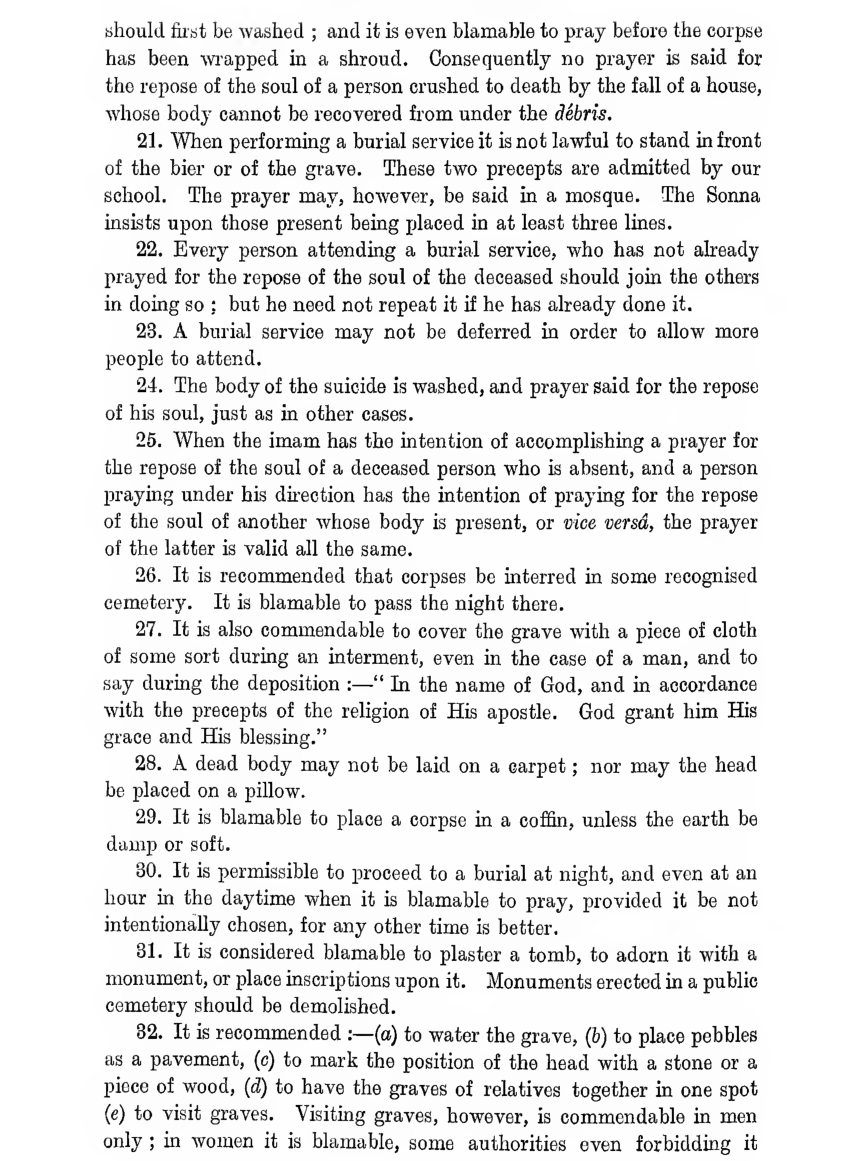 should first be washed ; and it is even blamable to pray before the corpse
has been wrapped in a shroud. Consequently no prayer is said for
the repose of the soul of a person crushed to death by the fall of a house,
whose body cannot be recovered from under the débris.
21. When performing a burial service it is not lawful to stand in front
of the bier or of the grave. These two precepts are admitted by our
school. The prayer may, however, be said in a mosque. The Sonna
insists upon those present being placed in at least three lines.
22. Every person attending a burial service, who has not already
prayed for the repose of the soul of the deceased should join the others
in doing so ; but he need not repeat it if he has already done it.
23. A burial service may not be deferred in order to allow more
people to attend.
24. The body of the suicide is washed, and prayer said for the repose
of his soul, just as in other cases.
25. When the imam has the intention of accomplishing a prayer for
the repose of the soul of a deceased person who is absent, and a person
praying under his direction has the intention of praying for the repose
of the soul of another whose body is present, or vice versâ, the prayer
of the latter is valid all the same.
26. It is recommended that corpses be interred in some recognised
cemetery. It is blamable to pass the night there.
27. It is also commendable to cover the grave with a piece of cloth
of some sort during an interment, even in the case of a man, and to
say during the deposition :—“ In the name of God, and in accordance
with the precepts of the religion of His apostle. God grant him His
grace and His blessing.”
28. A dead body may not be laid on a carpet ; nor may the head
be placed on a pillow.
29. It is blamable to place a corpse in a coffin, unless the earth be
damp or soft.
30. It is permissible to proceed to a burial at night, and even at an
hour in the daytime when it is blamable to pray, provided it be not
intentionally chosen, for any other time is better.
31. It is considered blamable to plaster a tomb, to adorn it with a
monument, or place inscriptions upon it. Monuments erected in a public
cemetery should be demolished.
32. It is recommended :—(a) to water the grave, (b) to place pebbles
as a pavement, (c) to mark the position of the head with a stone or a
piece of wood, (d) to have the graves of relatives together in one spot
(e) to visit graves. Visiting graves, however, is commendable in men
only ; in women it is blamable, some authorities even forbidding it